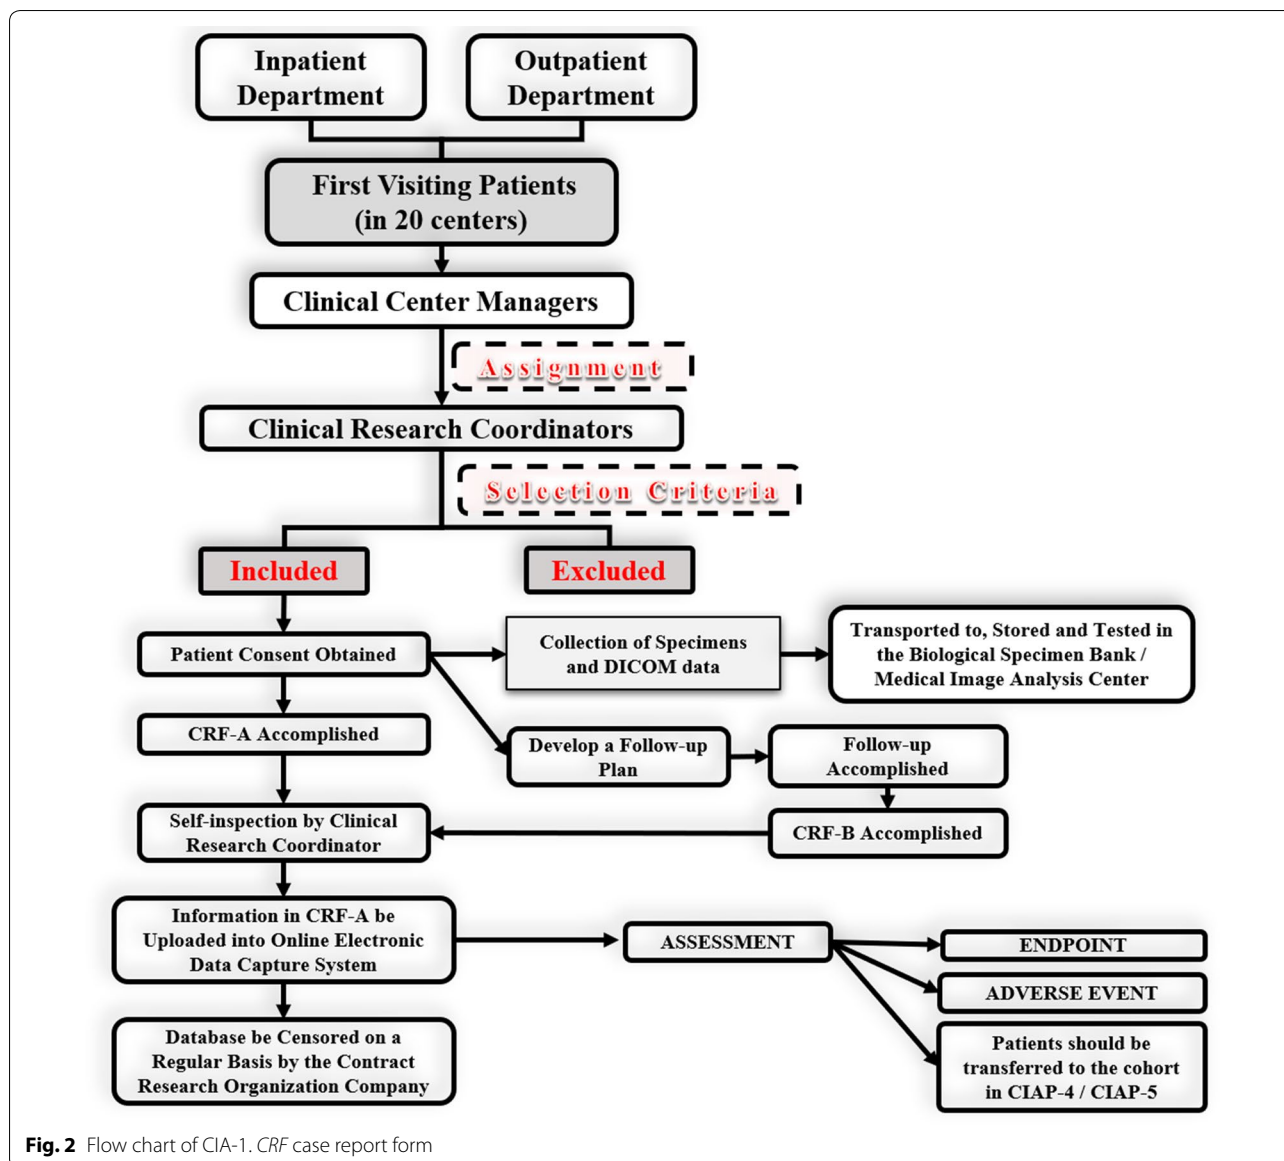 Inpatient
Department
Outpatient
Department
First Visiting Patients
(in 20 centers)
Clinical Center Managers
Assignment
Clinical Research Coordinators
Selection Criteria
Included
Excluded
Patient Consent Obtained
Collection of Specimens
and DICOM data
Transported to, Stored and Tested in
the Biological Specimen Bank /
Medical Image Analysis Center
CRF-A Accomplished
Develop a Follow-up
Plan
Follow-up
Accomplished
Self-inspection by Clinical
Research Coordinator
CRF-B Accomplished
Information in CRF-A be
Uploaded into Online Electronic
Data Capture System
ASSESSMENT
ENDPOINT
ADVERSE EVENT
Patients should be
transferred to the cohort
in CIAP-4 / CIAP-5
Database be Censored on a
Regular Basis by the Contract
Research Organization Company
Fig. 2 Flow chart of CIA-1. CRF case report form